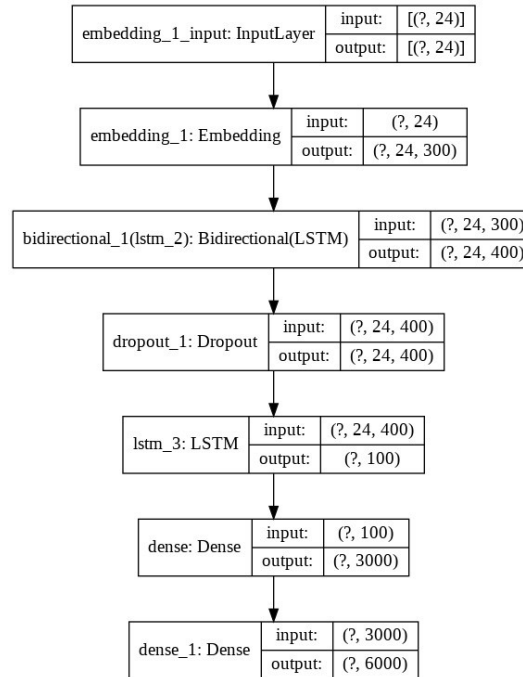 embedding_1_input: InputLayer
input: [(?, 24)]
output: [(?, 24)]
embedding_1: Embedding
input: (?, 24)
output: (?, 24, 300)
bidirectional_1(lstm_2): Bidirectional(LSTM)
input: (?, 24, 300)
output: (?, 24, 400)
dropout_1: Dropout
input: (?, 24, 400)
output: (?, 24, 400)
lstm_3: LSTM
input: (?, 24, 400)
output: (?, 100)
dense: Dense
input: (?, 100)
output: (?, 3000)
dense_1: Dense
input: (?, 3000)
output: (?, 6000)